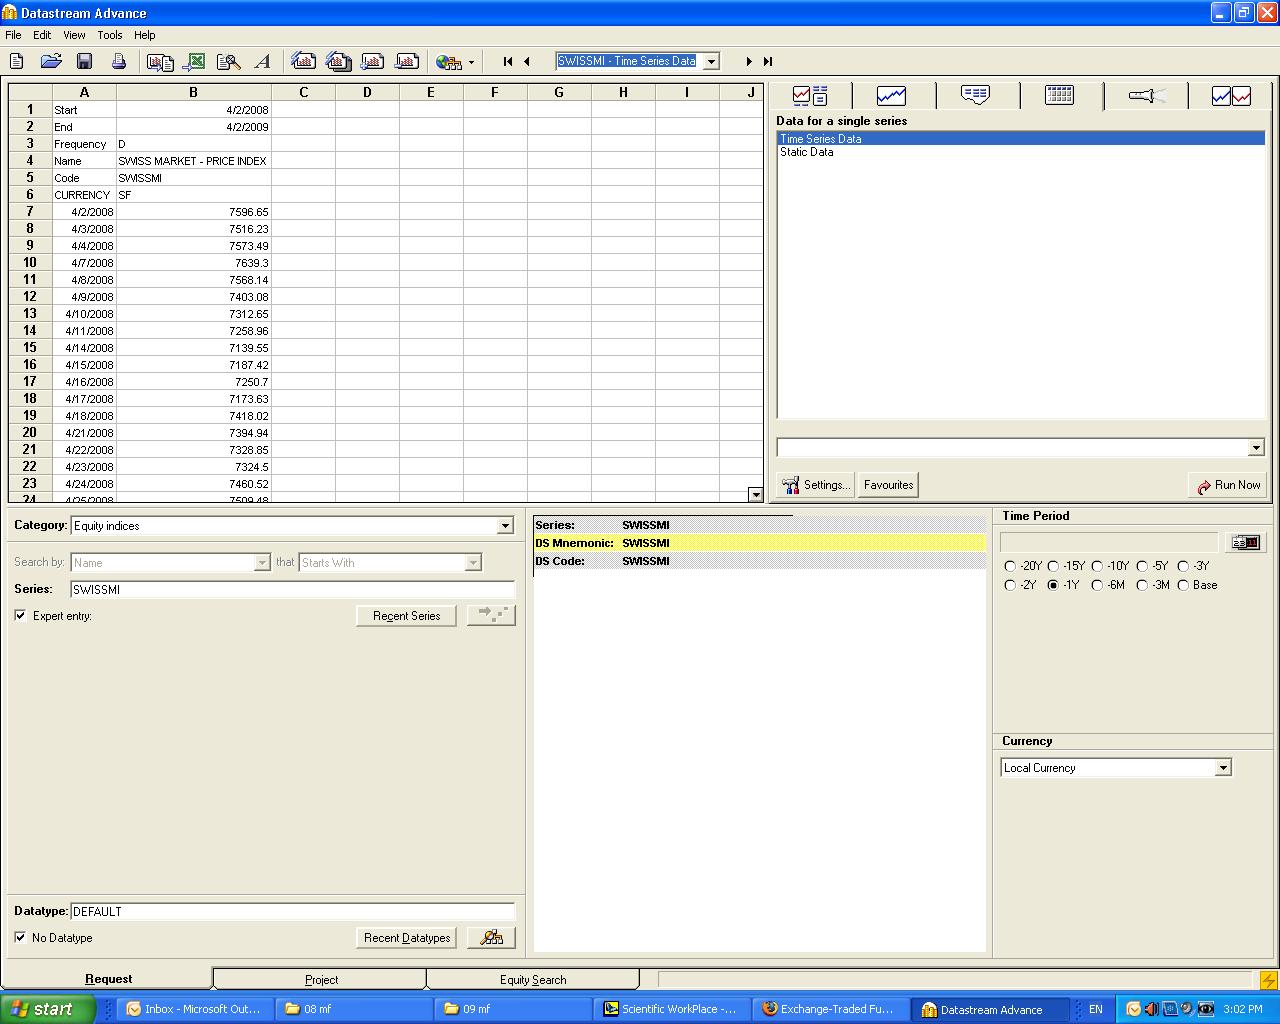 Datastream Advance
File Edit View Tools Help
SWISSMI - Time Series Data
A B C D E F G H I J
1 Start 4/2/2008
2 End 4/2/2009
3 Frequency D
4 Name SWISS MARKET - PRICE INDEX
5 Code SWISSMI
6 CURRENCY SF
7 4/2/2008 7596.65
8 4/3/2008 7516.23
9 4/4/2008 7573.49
10 4/7/2008 7639.3
11 4/8/2008 7568.14
12 4/9/2008 7403.08
13 4/10/2008 7312.65
14 4/11/2008 7258.96
15 4/14/2008 7139.55
16 4/15/2008 7187.42
17 4/16/2008 7250.7
18 4/17/2008 7173.63
19 4/18/2008 7418.02
20 4/21/2008 7394.94
21 4/22/2008 7328.85
22 4/23/2008 7324.5
23 4/24/2008 7460.52
24 4/25/2008 7509.48
Data for a single series
Time Series Data
Static Data
Settings... Favourites Run Now
Category: Equity indices
Search by: Name that Starts With
Series: SWISSMI
Expert entry: Recent Series
Datatype: DEFAULT
No Datatype Recent Datatypes
Series: SWISSMI
DS Mnemonic: SWISSMI
DS Code: SWISSMI
Time Period
23 11
-20Y -15Y -10Y -5Y -3Y
-2Y -1Y -6M -3M Base
Currency
Local Currency
Request Project Equity Search
start Inbox - Microsoft Out... 08 mf 09 mf Scientific WorkPlace -... Exchange-Traded Fu... Datastream Advance EN 3:02 PM